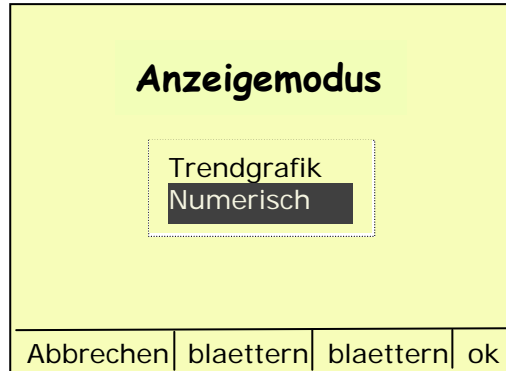 Anzeigemodus
Trendgrafik
Numerisch
Abbrechen blaettern blaettern ok